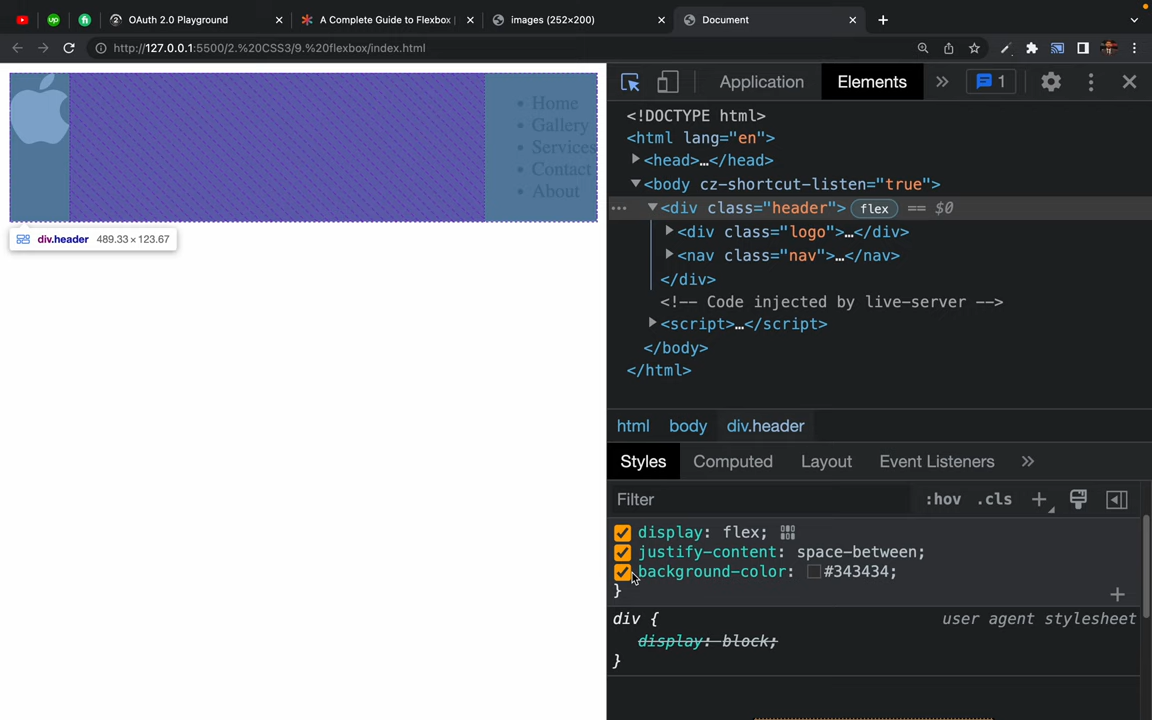 OAuth 2.0 Playground
A Complete Guide to Flexbox
images (252×200)
Document
http://127.0.0.1:5500/2.%20CSS3/9.%20flexbox/index.html
Home
Gallery
Services
Contact
About
div.header 489.33 × 123.67
Application
Elements
1
<!DOCTYPE html>
<html lang="en">
<head>…</head>
<body cz-shortcut-listen="true">
<div class="header"> flex == $0
<div class="logo">…</div>
<nav class="nav">…</nav>
</div>
<!-- Code injected by live-server -->
<script>…</script>
</body>
</html>
html body div.header
Styles Computed Layout Event Listeners
Filter :hov .cls
display: flex;
justify-content: space-between;
background-color: #343434;
}
div { user agent stylesheet
display: block;
}